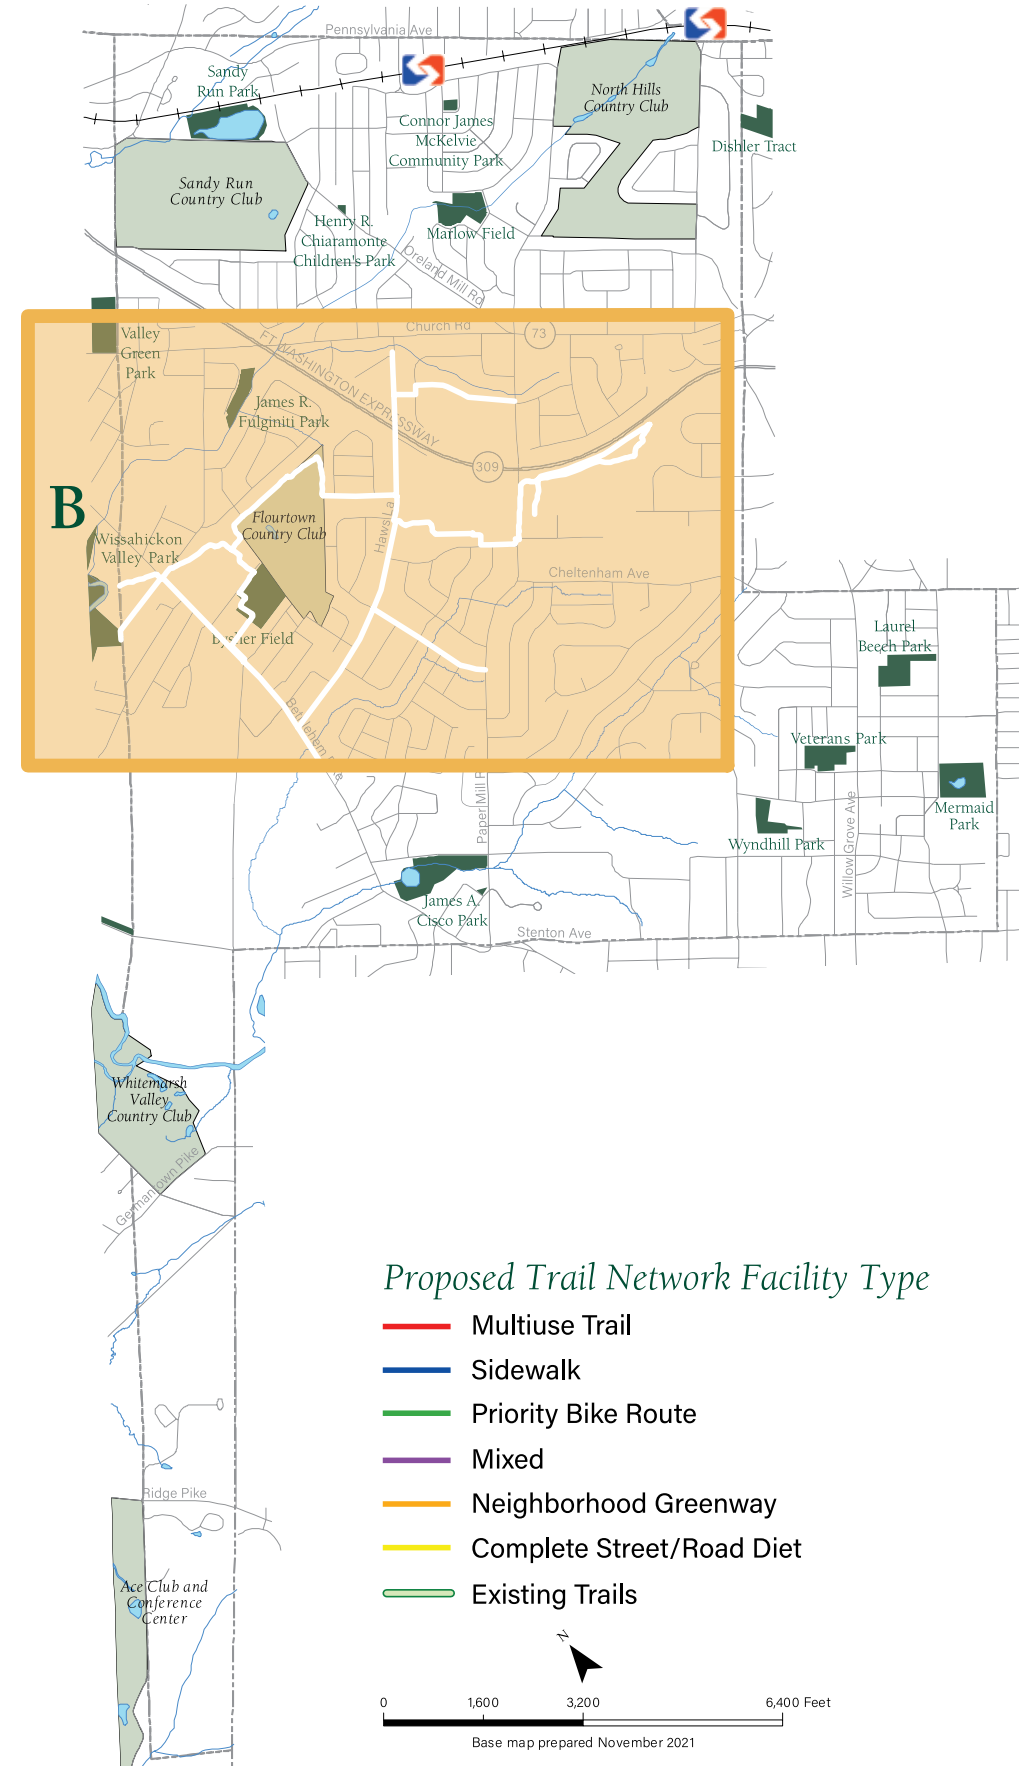 Pennsylvania Ave
Sandy
Run Park
North Hills
Country Club
Connor James
McKelvie
Community Park
Dishler Tract
Sandy Run
Country Club
Henry R.
Chiaramonte
Children's Park
Marlow Field
Oreland Mill Rd
Church Rd
73
Valley
Green
Park
FT WASHINGTON EXPRESSWAY
James R.
Fulginiti Park
309
B
Flourtown
Country Club
Haws La
Wissahickon
Valley Park
Cheltenham Ave
Bysher Field
Laurel
Beech Park
Bethlehem Pike
Veterans Park
Paper Mill R
Mermaid
Park
Willow Grove Ave
Wyndhill Park
James A.
Cisco Park
Stenton Ave
Whitemarsh
Valley
Country Club
Germantown Pike
Proposed Trail Network Facility Type
Multiuse Trail
Sidewalk
Priority Bike Route
Mixed
Neighborhood Greenway
Complete Street/Road Diet
Existing Trails
Ridge Pike
Ace Club and
Conference
Center
N
0 1,600 3,200 6,400 Feet
Base map prepared November 2021